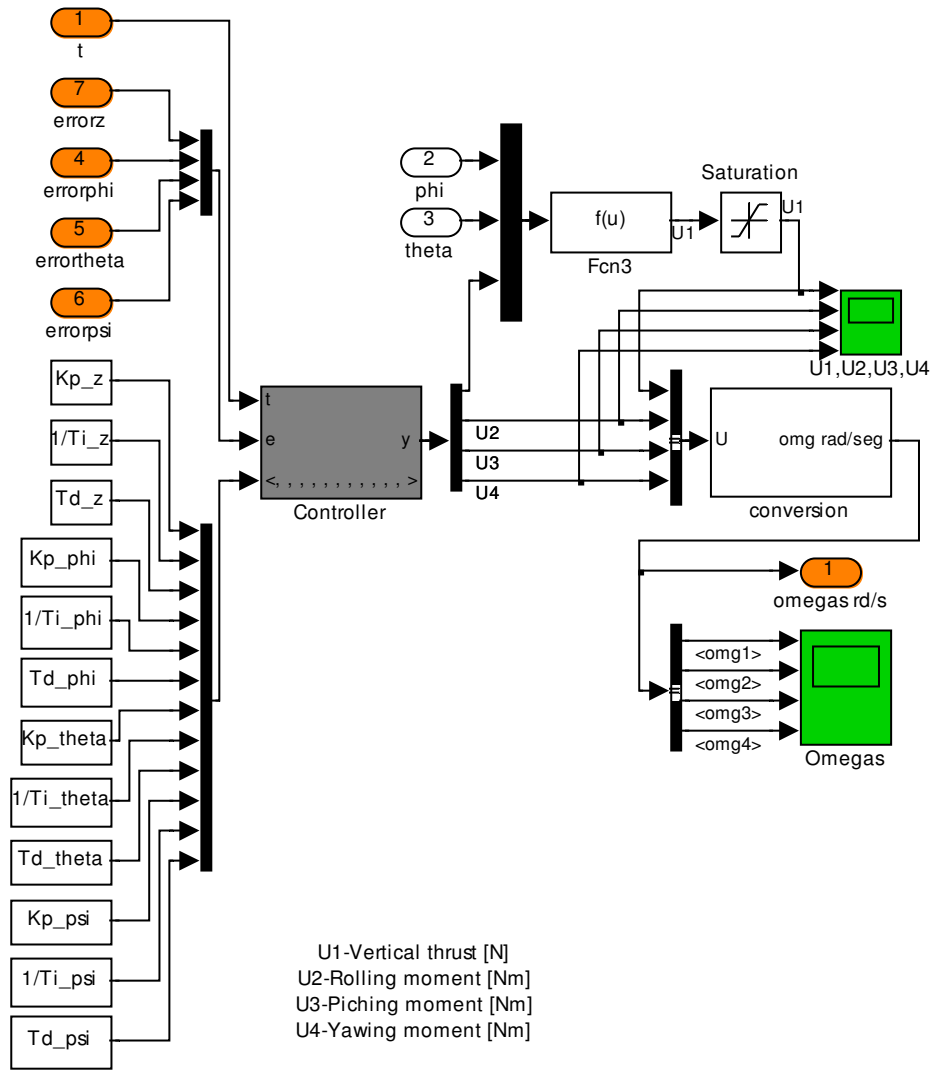 1
t
7
errorz
4
errorphi
5
errortheta
6
errorpsi
Kp_z
1/Ti_z
Td_z
Kp_phi
1/Ti_phi
Td_phi
Kp_theta
1/Ti_theta
Td_theta
Kp_psi
1/Ti_psi
Td_psi
t
e
y
<, , , , , , , , , , , >
Controller
2
phi
3
theta
f(u)
Fcn3
U1
Saturation
U1
U1,U2,U3,U4
U2
U3
U4
U
omg rad/seg
conversion
1
omegas rd/s
<omg1>
<omg2>
<omg3>
<omg4>
Omegas
U1-Vertical thrust [N]
U2-Rolling moment [Nm]
U3-Piching moment [Nm]
U4-Yawing moment [Nm]